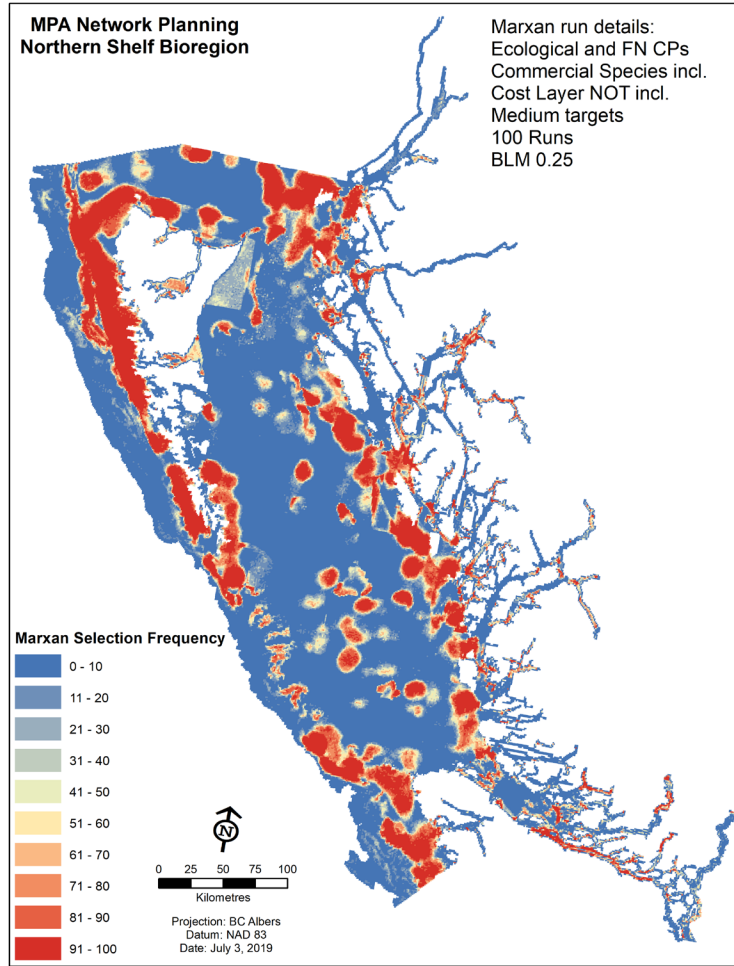 MPA Network Planning
Northern Shelf Bioregion
Marxan run details:
Ecological and FN CPs
Commercial Species incl.
Cost Layer NOT incl.
Medium targets
100 Runs
BLM 0.25
Marxan Selection Frequency
0 - 10
11 - 20
21 - 30
31 - 40
41 - 50
51 - 60
61 - 70
71 - 80
81 - 90
91 - 100
N
0 25 50 75 100
Kilometres
Projection: BC Albers
Datum: NAD 83
Date: July 3, 2019